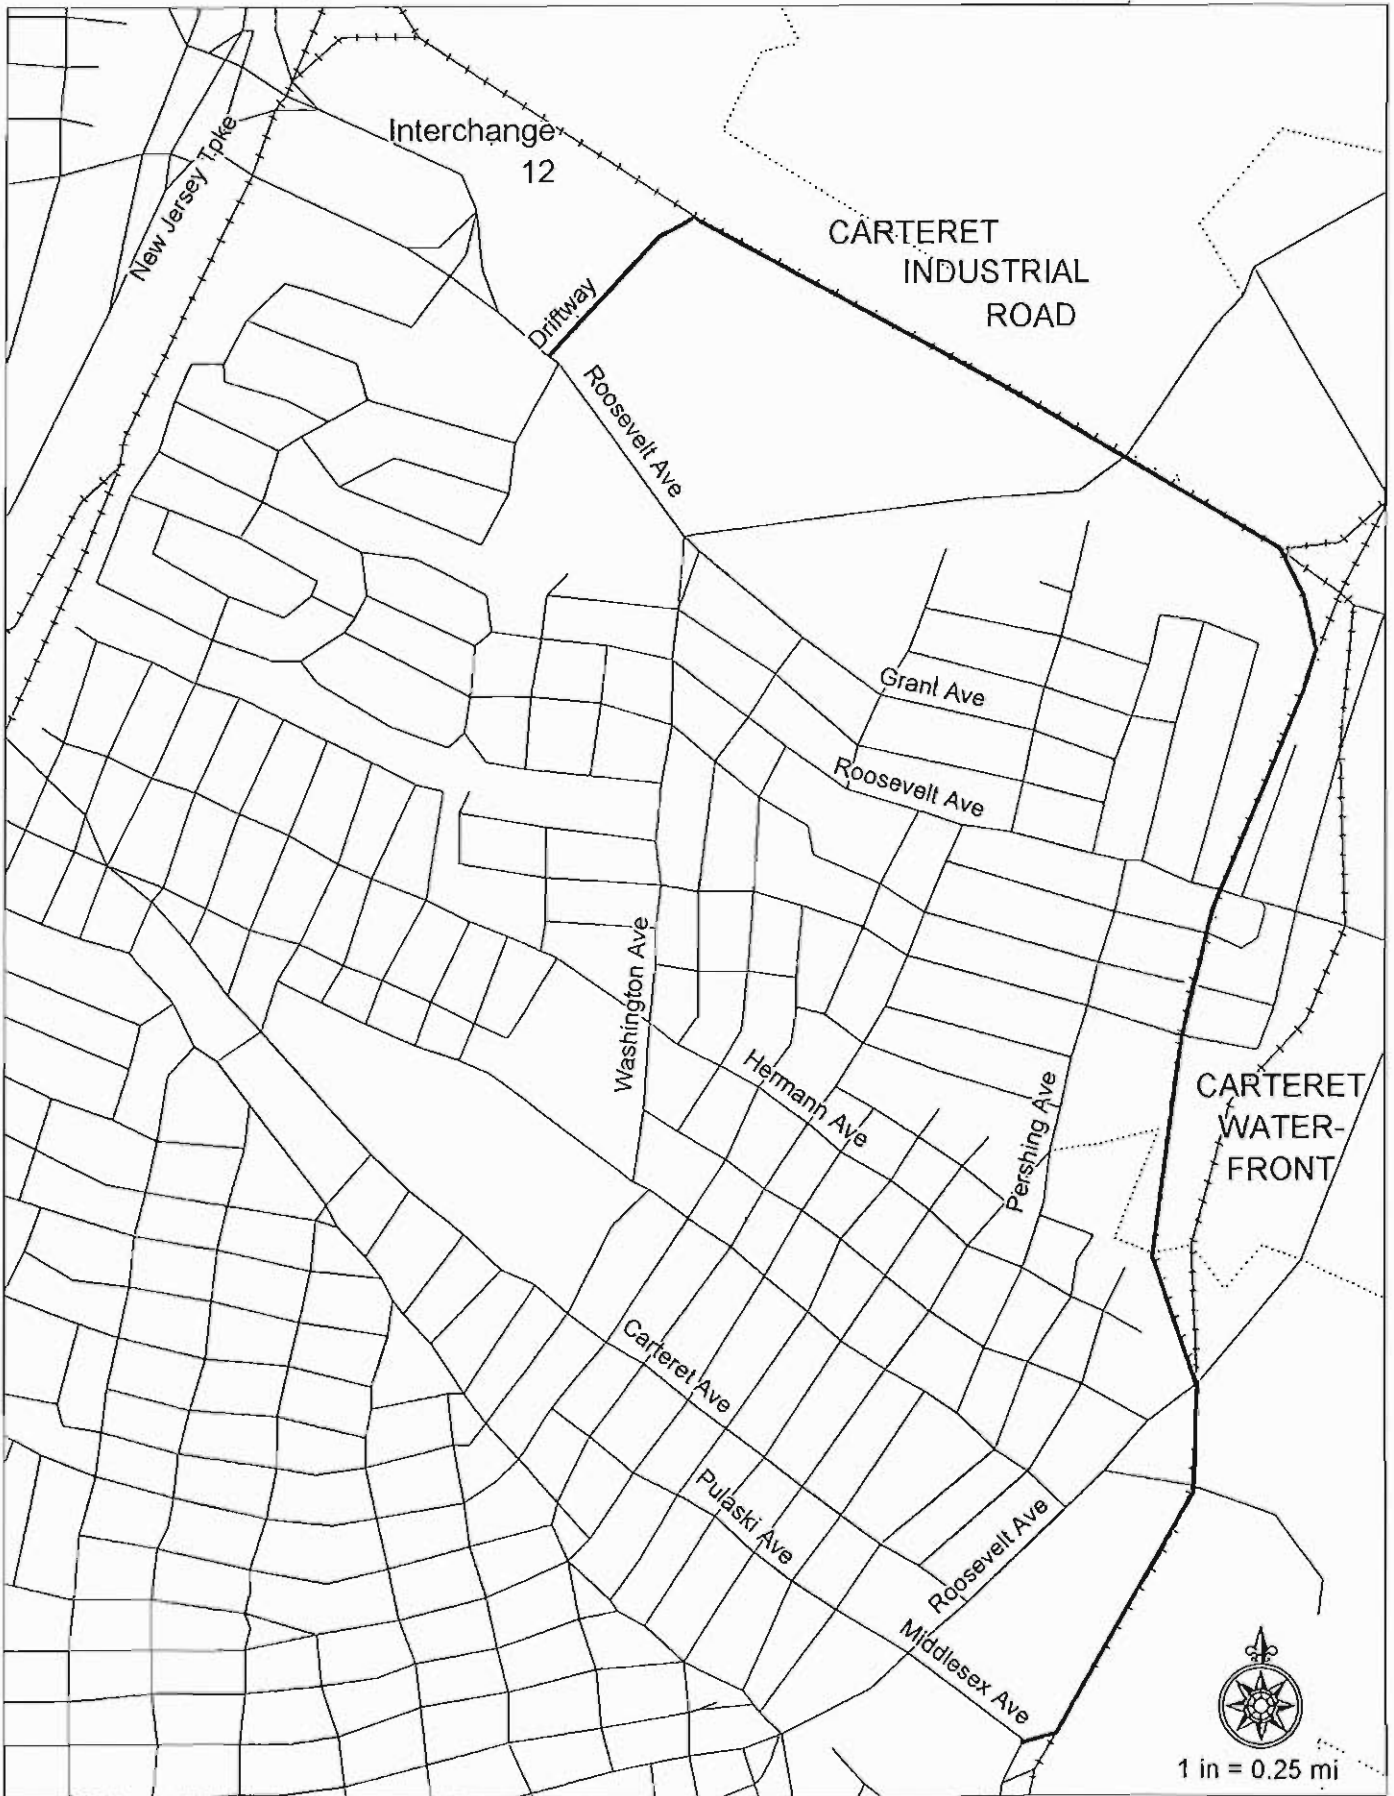 Interchange
12
New Jersey Tpke
CARTERET
INDUSTRIAL
ROAD
Driftway
Roosevelt Ave
Grant Ave
Roosevelt Ave
Washington Ave
Hermann Ave
Pershing Ave
CARTERET
WATER-
FRONT
Carteret Ave
Pulaski Ave
Roosevelt Ave
Middlesex Ave
1 in = 0.25 mi